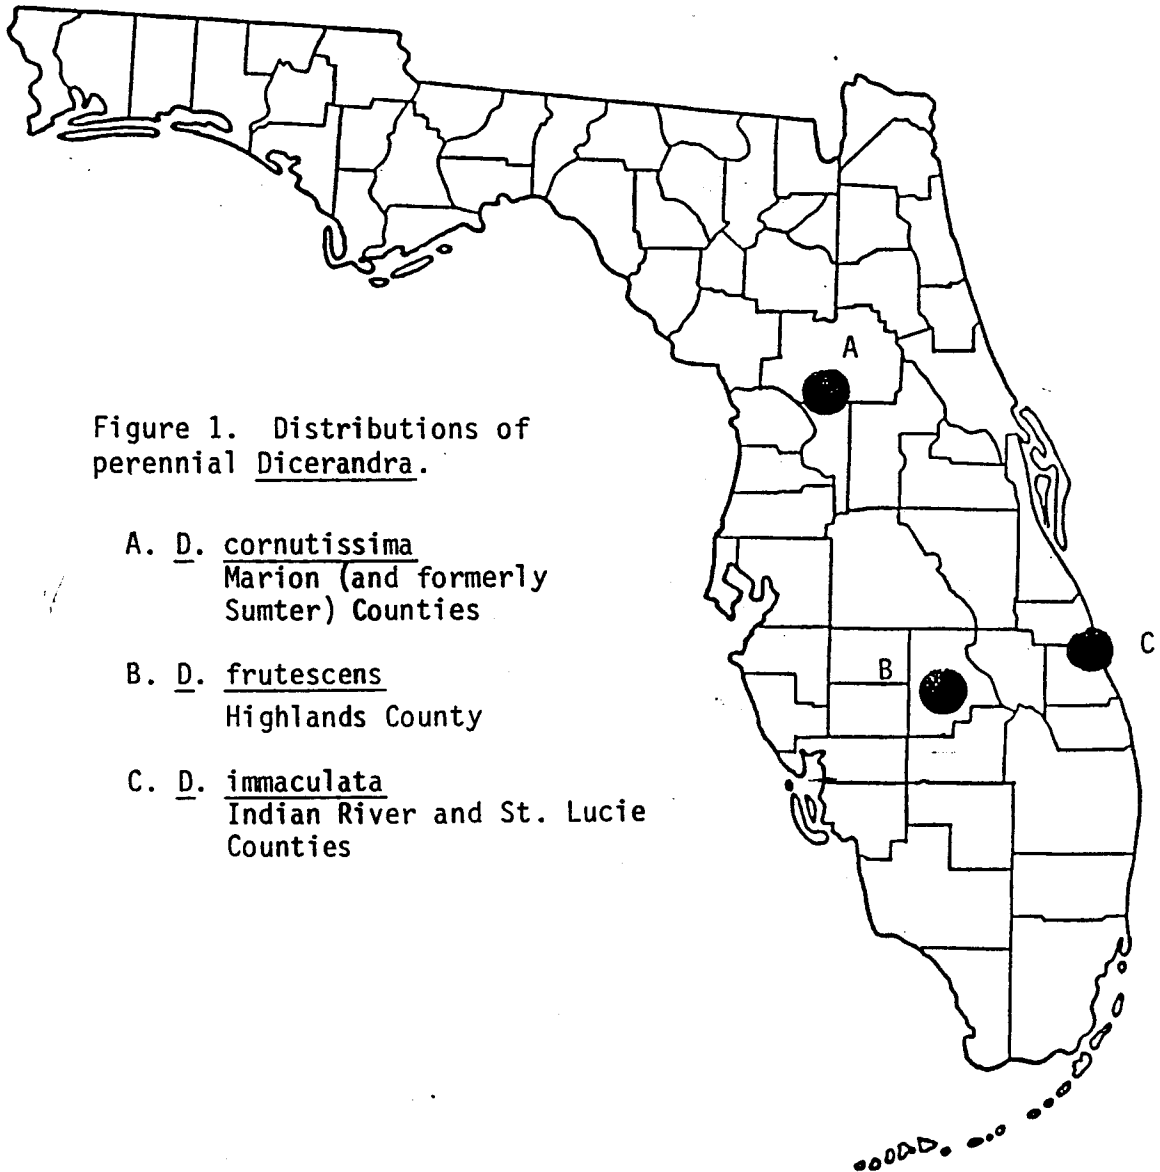 A
Figure 1. Distributions of
perennial Dicerandra.
A. D. cornutissima
Marion (and formerly
Sumter) Counties
C
B
B. D. frutescens
Highlands County
C. D. immaculata
Indian River and St. Lucie
Counties